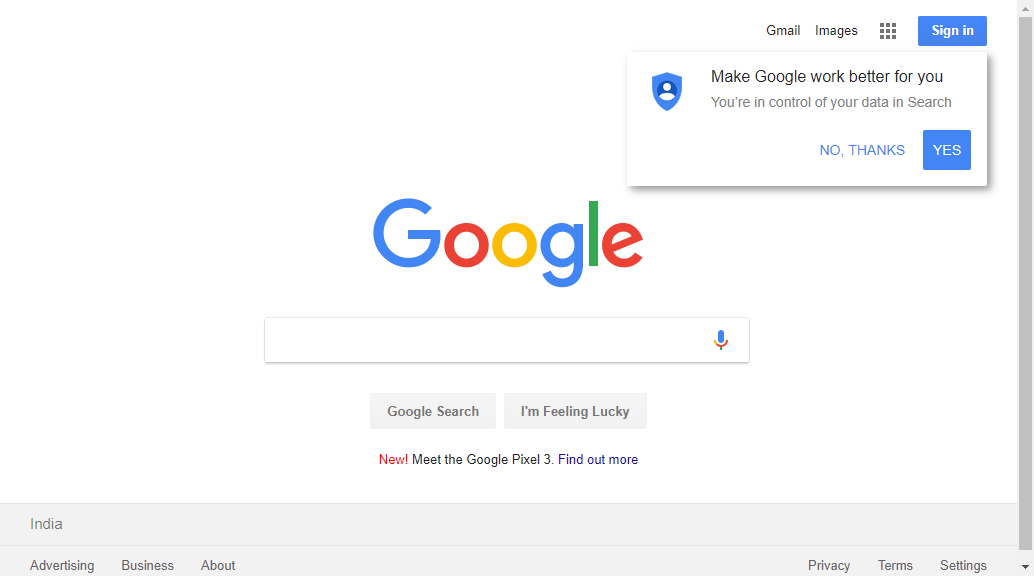 Gmail Images Sign in
Make Google work better for you
You're in control of your data in Search
NO, THANKS YES
Google
Google Search I'm Feeling Lucky
New! Meet the Google Pixel 3. Find out more
India
Advertising Business About Privacy Terms Settings